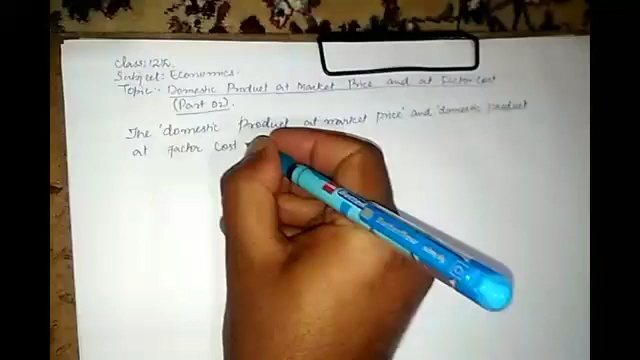 Class: 12th.
Subject: Economics.
Topic: Domestic Product at Market Price and at Factor Cost
(Part 02).
The 'domestic product at market price' and 'domestic product
at factor cost